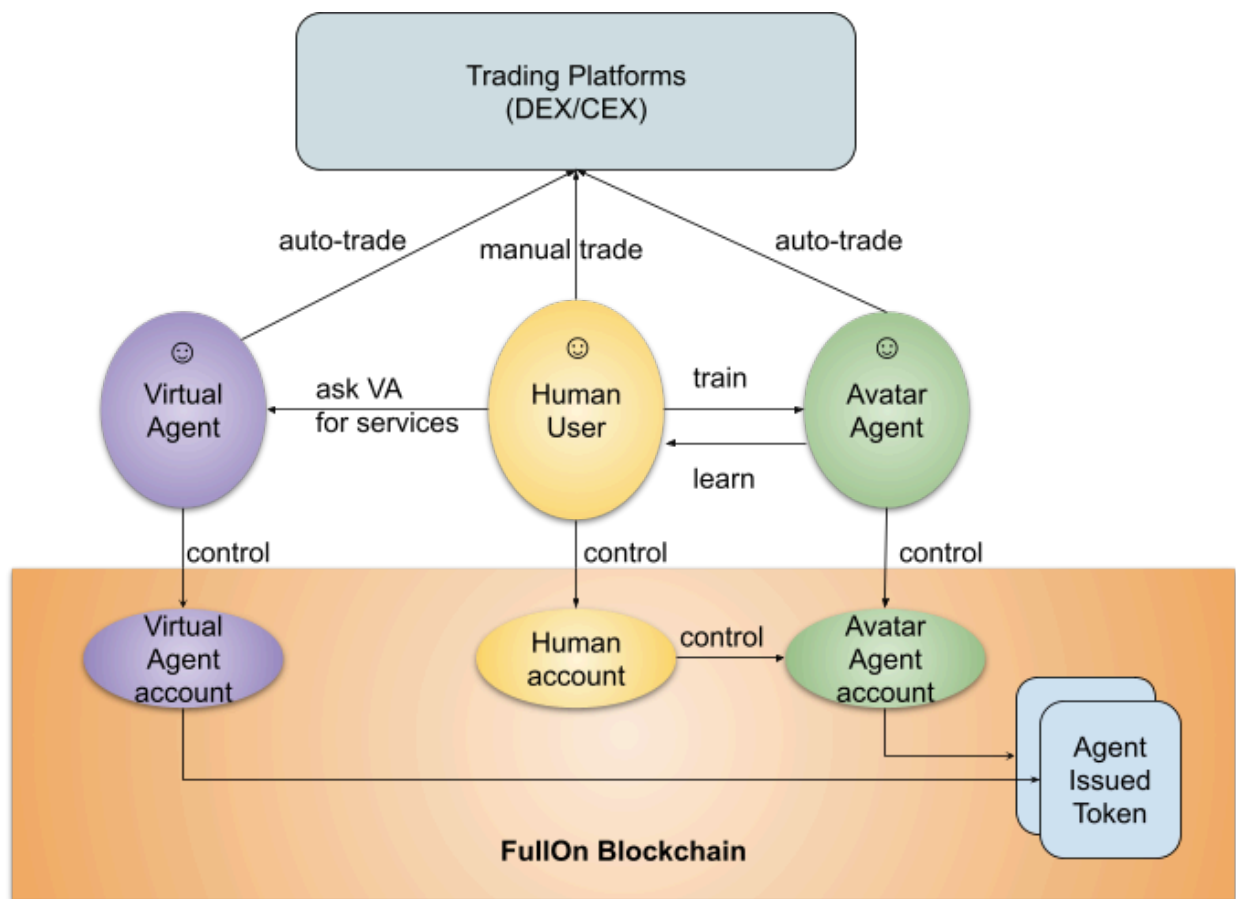 Trading Platforms
(DEX/CEX)
auto-trade
manual trade
auto-trade
☺
Virtual
Agent
ask VA
for services
☺
Human
User
train
learn
☺
Avatar
Agent
control
control
control
Virtual
Agent
account
Human
account
control
Avatar
Agent
account
Agent
Issued
Token
FullOn Blockchain